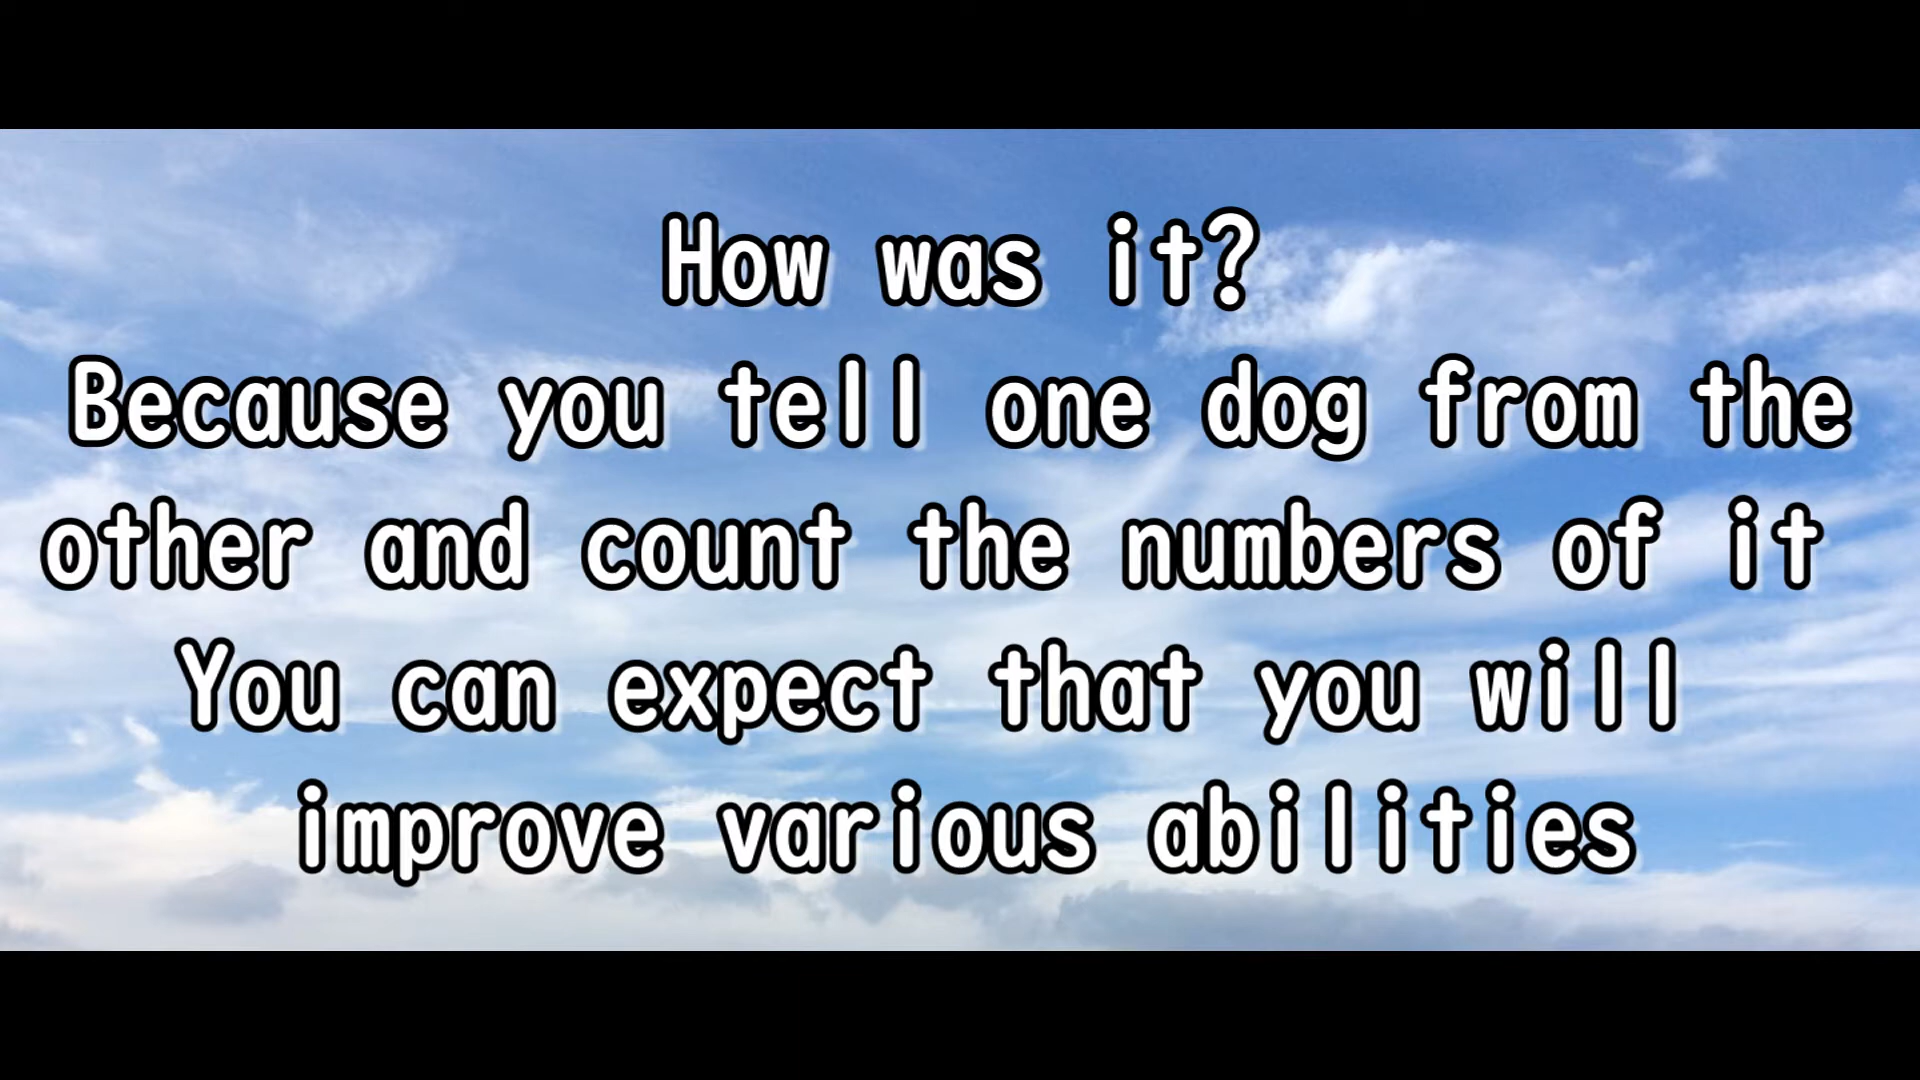 How was it?
Because you tell one dog from the
other and count the numbers of it
You can expect that you will
improve various abilities